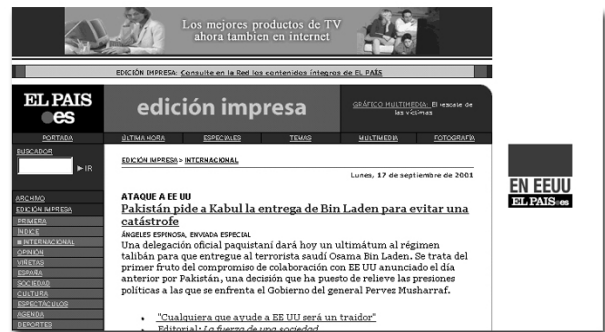 Los mejores productos de TV
ahora tambien en internet
EDICIÓN IMPRESA: Consulte en la Red los contenidos íntegros de EL PAÍS
EL PAIS
es
edición impresa
GRÁFICO MULTIMEDIA: El rescate de
las víctimas
PORTADA
ÚLTIMA HORA
ESPECIALES
TEMAS
MULTIMEDIA
FOTOGRAFÍA
BUSCADOR
IR
EDICIÓN IMPRESA > INTERNACIONAL
Lunes, 17 de septiembre de 2001
EN EEUU
EL PAIS es
ARCHIVO
EDICIÓN IMPRESA
PRIMERA
ÍNDICE
INTERNACIONAL
OPINIÓN
VIÑETAS
ESPAÑA
SOCIEDAD
CULTURA
ESPECTÁCULOS
AGENDA
DEPORTES
ATAQUE A EE UU
Pakistán pide a Kabul la entrega de Bin Laden para evitar una
catástrofe
ÁNGELES ESPINOSA, ENVIADA ESPECIAL
Una delegación oficial paquistaní dará hoy un ultimátum al régimen
talibán para que entregue al terrorista saudí Osama Bin Laden. Se trata del
primer fruto del compromiso de colaboración con EE UU anunciado el día
anterior por Pakistán, una decisión que ha puesto de relieve las presiones
políticas a las que se enfrenta el Gobierno del general Pervez Musharraf.
• "Cualquiera que ayude a EE UU será un traidor"
• Editorial: La fuerza de una sociedad